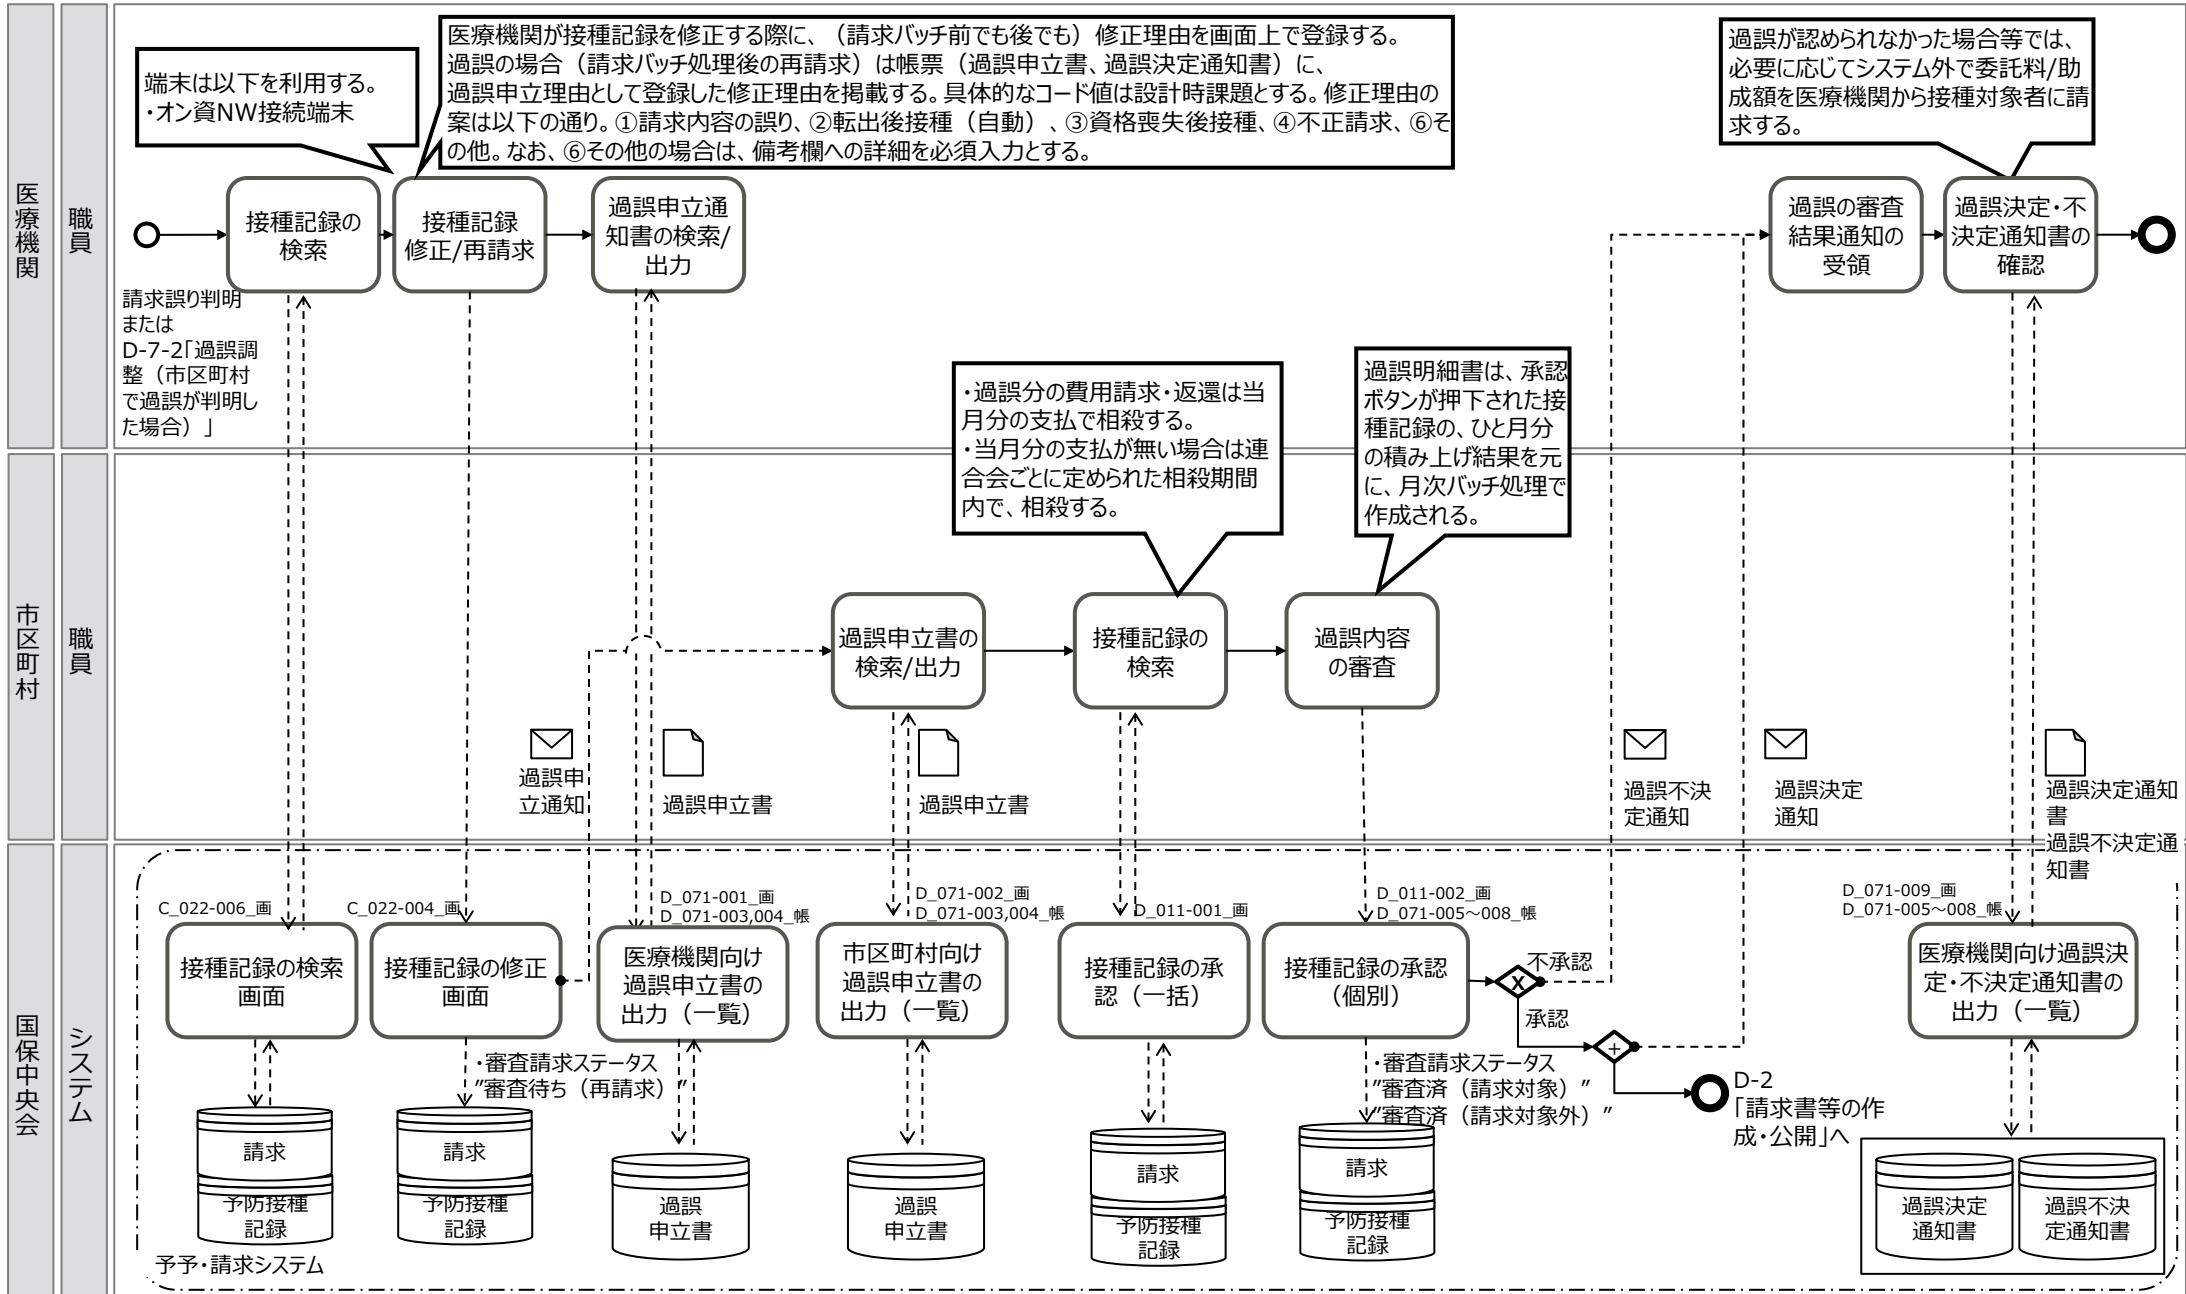 医療機関
職員
端末は以下を利用する。
・オン資NW接続端末
医療機関が接種記録を修正する際に、（請求バッチ前でも後でも）修正理由を画面上で登録する。
過誤の場合（請求バッチ処理後の再請求）は帳票（過誤申立書、過誤決定通知書）に、
過誤申立理由として登録した修正理由を掲載する。具体的なコード値は設計時課題とする。修正理由の
案は以下の通り。①請求内容の誤り、②転出後接種（自動）、③資格喪失後接種、④不正請求、⑥そ
の他。なお、⑥その他の場合は、備考欄への詳細を必須入力とする。
過誤が認められなかった場合等では、
必要に応じてシステム外で委託料/助
成額を医療機関から接種対象者に請
求する。
接種記録の
検索
接種記録
修正/再請求
過誤申立通
知書の検索/
出力
過誤の審査
結果通知の
受領
過誤決定・不
決定通知書の
確認
請求誤り判明
または
D-7-2「過誤調
整（市区町村
で過誤が判明し
た場合）」
・過誤分の費用請求・返還は当
月分の支払で相殺する。
・当月分の支払が無い場合は連
合会ごとに定められた相殺期間
内で、相殺する。
過誤明細書は、承認
ボタンが押下された接
種記録の、ひと月分
の積み上げ結果を元
に、月次バッチ処理で
作成される。
市区町村
職員
過誤申立書の
検索/出力
接種記録の
検索
過誤内容
の審査
過誤申
立通知
過誤申立書
過誤申立書
過誤不決
定通知
過誤決定
通知
過誤決定通知
書
過誤不決定通
知書
国保中央会
システム
C_022-006_画
C_022-004_画
D_071-001_画
D_071-003,004_帳
D_071-002_画
D_071-003,004_帳
D_011-001_画
D_011-002_画
D_071-005～008_帳
D_071-009_画
D_071-005～008_帳
接種記録の検索
画面
接種記録の修正
画面
医療機関向け
過誤申立書の
出力（一覧）
市区町村向け
過誤申立書の
出力（一覧）
接種記録の承
認（一括）
接種記録の承認
（個別）
X
不承認
承認
+
医療機関向け過誤決
定・不決定通知書の
出力（一覧）
・審査請求ステータス
”審査待ち（再請求）”
・審査請求ステータス
”審査済（請求対象）”
”審査済（請求対象外）”
D-2
「請求書等の作
成・公開」へ
請求
予防接種
記録
請求
予防接種
記録
過誤
申立書
過誤
申立書
請求
予防接種
記録
請求
予防接種
記録
過誤決定
通知書
過誤不決
定通知書
予予・請求システム